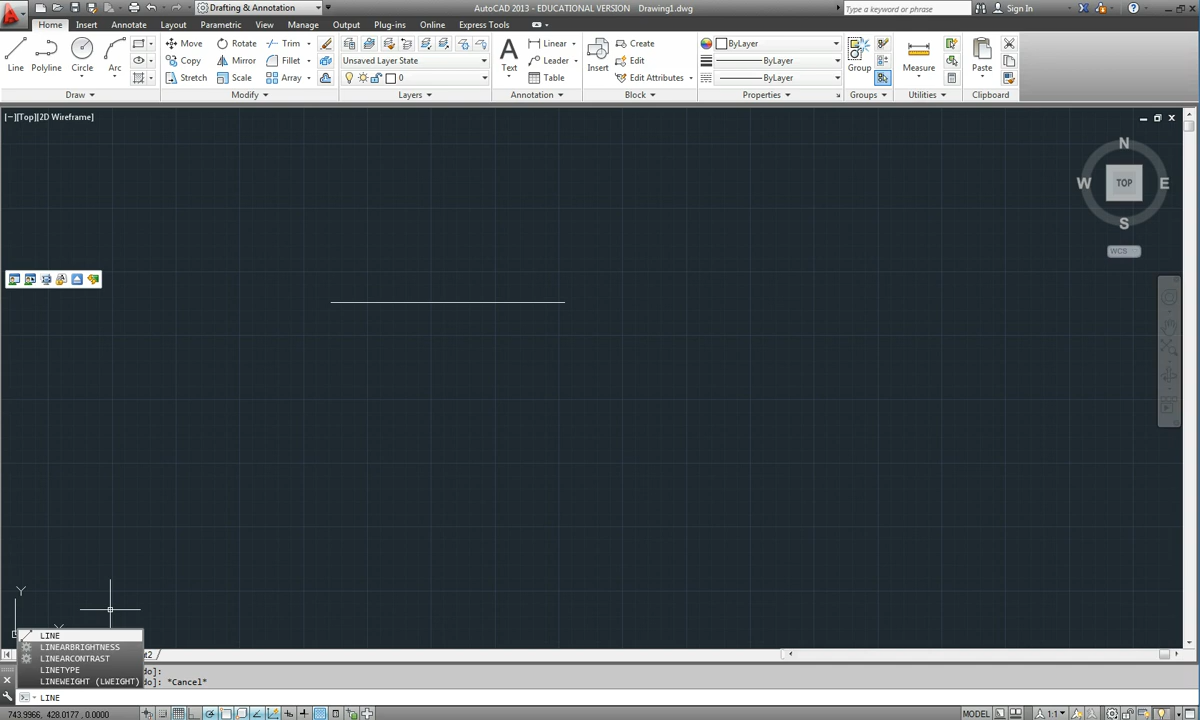 Drafting & Annotation
AutoCAD 2013 - EDUCATIONAL VERSION Drawing1.dwg
Type a keyword or phrase
Sign In
Home Insert Annotate Layout Parametric View Manage Output Plug-ins Online Express Tools
Line Polyline Circle Arc
Move Rotate Trim
Copy Mirror Fillet
Stretch Scale Array
Unsaved Layer State
0
Text
Linear
Leader
Table
Insert
Create
Edit
Edit Attributes
ByLayer
ByLayer
ByLayer
Group
Measure
Paste
Draw Modify Layers Annotation Block Properties Groups Utilities Clipboard
[−][Top][2D Wireframe]
N
W TOP E
S
WCS
Y
LINE
LINEARBRIGHTNESS
LINEARCONTRAST
LINETYPE
LINEWEIGHT (LWEIGHT)
do]:
do]: *Cancel*
LINE
743.9966, 428.0177, 0.0000
MODEL
1:1